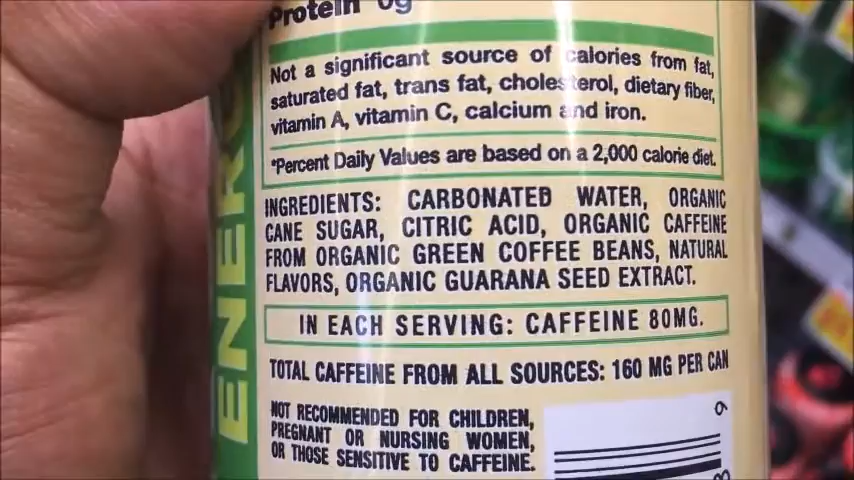 Protein 0g
Not a significant source of calories from fat,
saturated fat, trans fat, cholesterol, dietary fiber,
vitamin A, vitamin C, calcium and iron.
*Percent Daily Values are based on a 2,000 calorie diet.
INGREDIENTS: CARBONATED WATER, ORGANIC
CANE SUGAR, CITRIC ACID, ORGANIC CAFFEINE
FROM ORGANIC GREEN COFFEE BEANS, NATURAL
FLAVORS, ORGANIC GUARANA SEED EXTRACT.
IN EACH SERVING: CAFFEINE 80MG.
TOTAL CAFFEINE FROM ALL SOURCES: 160 MG PER CAN
NOT RECOMMENDED FOR CHILDREN,
PREGNANT OR NURSING WOMEN,
OR THOSE SENSITIVE TO CAFFEINE.
ENERG